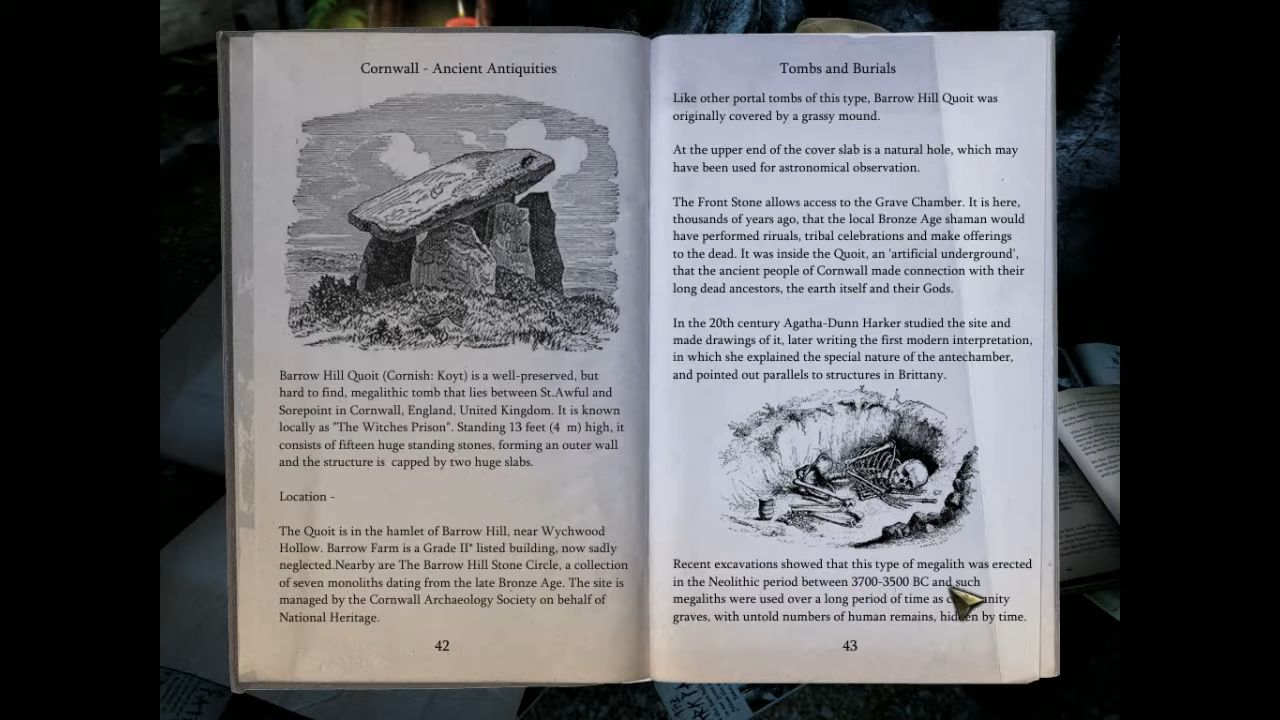 Cornwall - Ancient Antiquities
Barrow Hill Quoit (Cornish: Koyt) is a well-preserved, but
hard to find, megalithic tomb that lies between St.Awful and
Sorepoint in Cornwall, England, United Kingdom. It is known
locally as "The Witches Prison". Standing 13 feet (4 m) high, it
consists of fifteen huge standing stones, forming an outer wall
and the structure is capped by two huge slabs.
Location -
The Quoit is in the hamlet of Barrow Hill, near Wychwood
Hollow. Barrow Farm is a Grade II* listed building, now sadly
neglected.Nearby are The Barrow Hill Stone Circle, a collection
of seven monoliths dating from the late Bronze Age. The site is
managed by the Cornwall Archaeology Society on behalf of
National Heritage.
42
Tombs and Burials
Like other portal tombs of this type, Barrow Hill Quoit was
originally covered by a grassy mound.
At the upper end of the cover slab is a natural hole, which may
have been used for astronomical observation.
The Front Stone allows access to the Grave Chamber. It is here,
thousands of years ago, that the local Bronze Age shaman would
have performed riruals, tribal celebrations and make offerings
to the dead. It was inside the Quoit, an 'artificial underground',
that the ancient people of Cornwall made connection with their
long dead ancestors, the earth itself and their Gods.
In the 20th century Agatha-Dunn Harker studied the site and
made drawings of it, later writing the first modern interpretation,
in which she explained the special nature of the antechamber,
and pointed out parallels to structures in Brittany.
Recent excavations showed that this type of megalith was erected
in the Neolithic period between 3700-3500 BC and such
megaliths were used over a long period of time as
graves, with untold numbers of human remains, hidden by time.
43